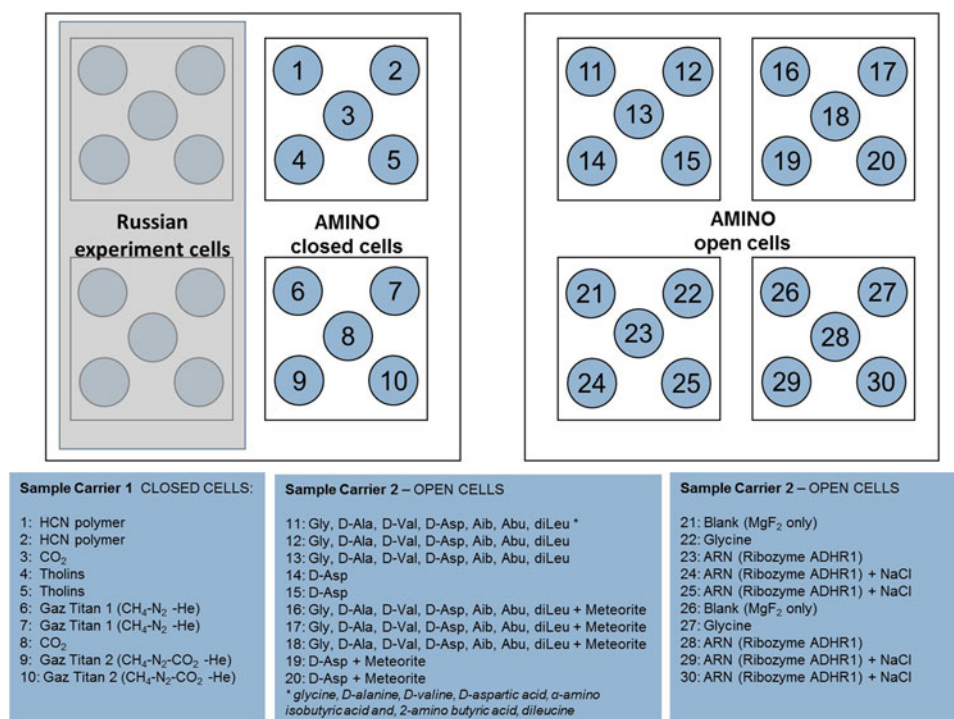 1 2
3
4 5
Russian
experiment cells
AMINO
closed cells
6 7
8
9 10
11 12
13
14 15
16 17
18
19 20
AMINO
open cells
21 22
23
24 25
26 27
28
29 30
Sample Carrier 1 CLOSED CELLS:
1: HCN polymer
2: HCN polymer
3: CO₂
4: Tholins
5: Tholins
6: Gaz Titan 1 (CH₄-N₂ -He)
7: Gaz Titan 1 (CH₄-N₂ -He)
8: CO₂
9: Gaz Titan 2 (CH₄-N₂-CO₂ -He)
10: Gaz Titan 2 (CH₄-N₂-CO₂ -He)
Sample Carrier 2 – OPEN CELLS
11: Gly, D-Ala, D-Val, D-Asp, Aib, Abu, diLeu *
12: Gly, D-Ala, D-Val, D-Asp, Aib, Abu, diLeu
13: Gly, D-Ala, D-Val, D-Asp, Aib, Abu, diLeu
14: D-Asp
15: D-Asp
16: Gly, D-Ala, D-Val, D-Asp, Aib, Abu, diLeu + Meteorite
17: Gly, D-Ala, D-Val, D-Asp, Aib, Abu, diLeu + Meteorite
18: Gly, D-Ala, D-Val, D-Asp, Aib, Abu, diLeu + Meteorite
19: D-Asp + Meteorite
20: D-Asp + Meteorite
* glycine, D-alanine, D-valine, D-aspartic acid, α-amino
isobutyric acid and, 2-amino butyric acid, dileucine
Sample Carrier 2 – OPEN CELLS
21: Blank (MgF₂ only)
22: Glycine
23: ARN (Ribozyme ADHR1)
24: ARN (Ribozyme ADHR1) + NaCl
25: ARN (Ribozyme ADHR1) + NaCl
26: Blank (MgF₂ only)
27: Glycine
28: ARN (Ribozyme ADHR1)
29: ARN (Ribozyme ADHR1) + NaCl
30: ARN (Ribozyme ADHR1) + NaCl